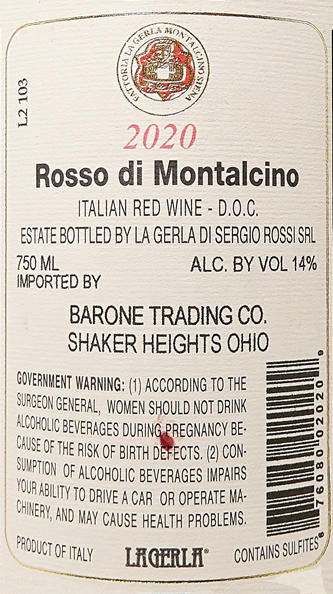 FATTORIA LA GERLA MONTALCINO SIENA
L2 103
2020
Rosso di Montalcino
ITALIAN RED WINE - D.O.C.
ESTATE BOTTLED BY LA GERLA DI SERGIO ROSSI SRL
750 ML ALC. BY VOL 14%
IMPORTED BY
BARONE TRADING CO.
SHAKER HEIGHTS OHIO
GOVERNMENT WARNING: (1) ACCORDING TO THE
SURGEON GENERAL, WOMEN SHOULD NOT DRINK
ALCOHOLIC BEVERAGES DURING PREGNANCY BE-
CAUSE OF THE RISK OF BIRTH DEFECTS. (2) CON-
SUMPTION OF ALCOHOLIC BEVERAGES IMPAIRS
YOUR ABILITY TO DRIVE A CAR OR OPERATE MA-
CHINERY, AND MAY CAUSE HEALTH PROBLEMS.
6 76080 02020 9
PRODUCT OF ITALY LAGERLA® CONTAINS SULFITES